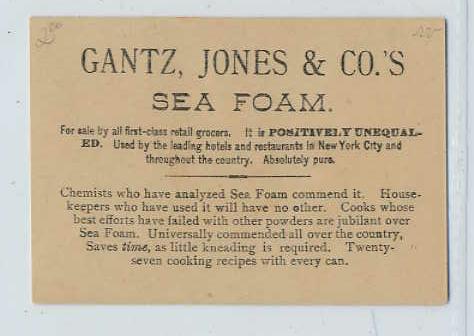 GANTZ, JONES & CO.'S
SEA FOAM.
For sale by all first-class retail grocers. It is POSITIVELY UNEQUAL-
ED. Used by the leading hotels and restaurants in New York City and
throughout the country. Absolutely pure.
Chemists who have analyzed Sea Foam commend it. House-
keepers who have used it will have no other. Cooks whose
best efforts have failed with other powders are jubilant over
Sea Foam. Universally commended all over the country,
Saves time, as little kneading is required. Twenty-
seven cooking recipes with every can.